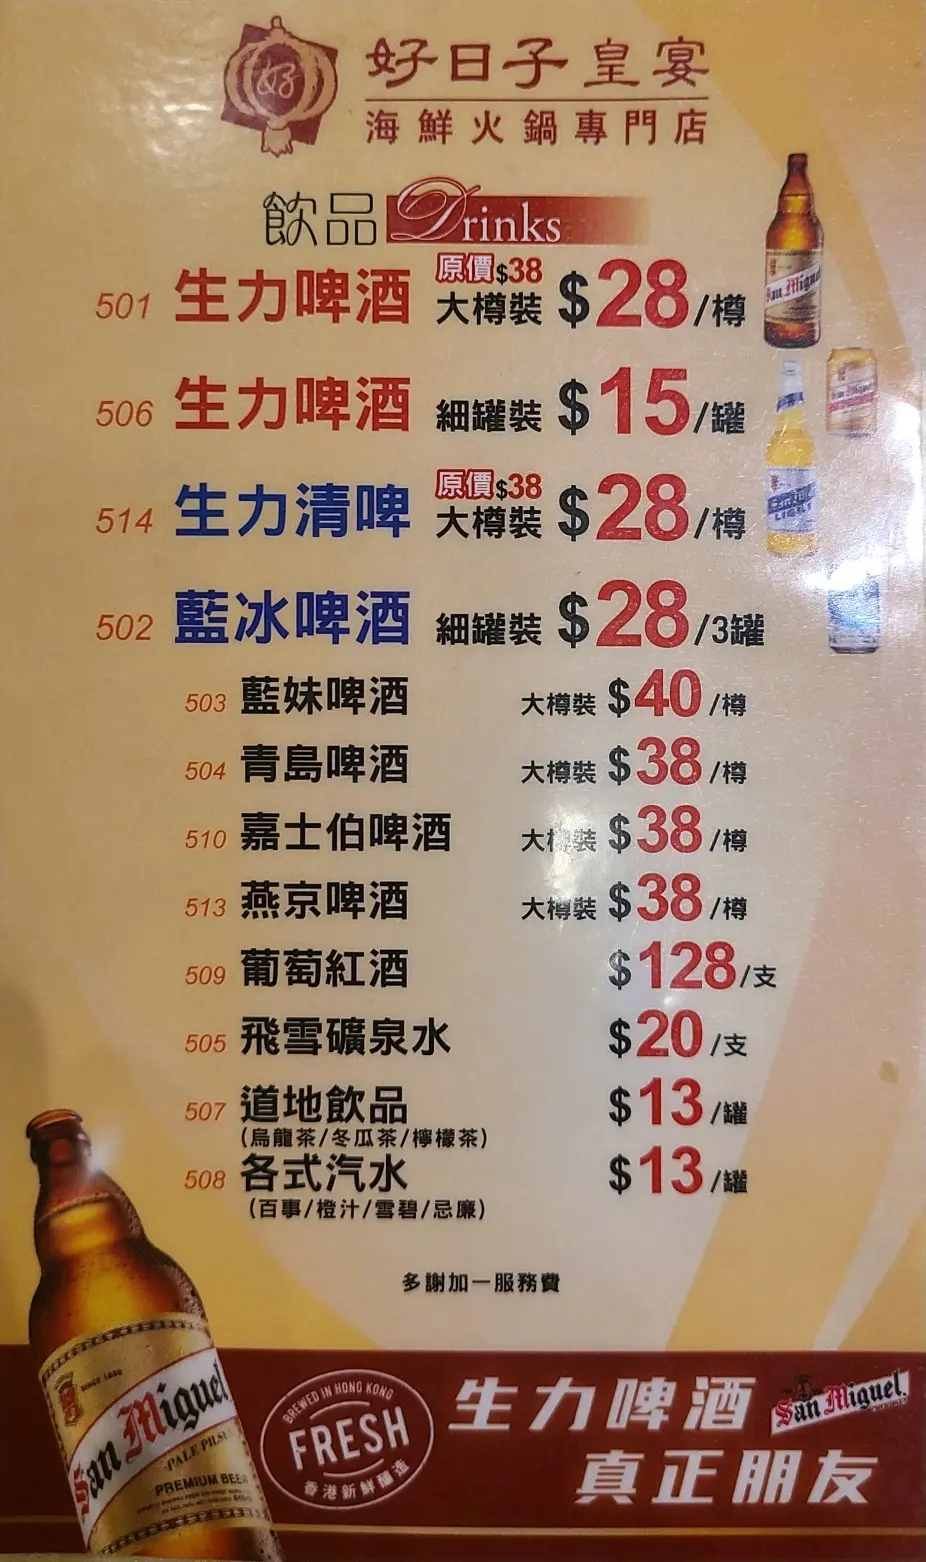 好
好日子皇宴
海鮮火鍋專門店
飲品 Drinks
501 生力啤酒 原價$38 大樽裝 $28/樽
506 生力啤酒 細罐裝 $15/罐
514 生力清啤 原價$38 大樽裝 $28/樽
502 藍冰啤酒 細罐裝 $28/3罐
503 藍妹啤酒 大樽裝 $40/樽
504 青島啤酒 大樽裝 $38/樽
510 嘉士伯啤酒 大樽裝 $38/樽
513 燕京啤酒 大樽裝 $38/樽
509 葡萄紅酒 $128/支
505 飛雪礦泉水 $20/支
507 道地飲品 $13/罐
(烏龍茶/冬瓜茶/檸檬茶)
508 各式汽水 $13/罐
(百事/橙汁/雪碧/忌廉)
多謝加一服務費
SINCE 1890
San Miguel
PALE PILSEN
PREMIUM BEER
BREWED IN HONG KONG
FRESH
香港新鮮釀造
生力啤酒 San Miguel
真正朋友